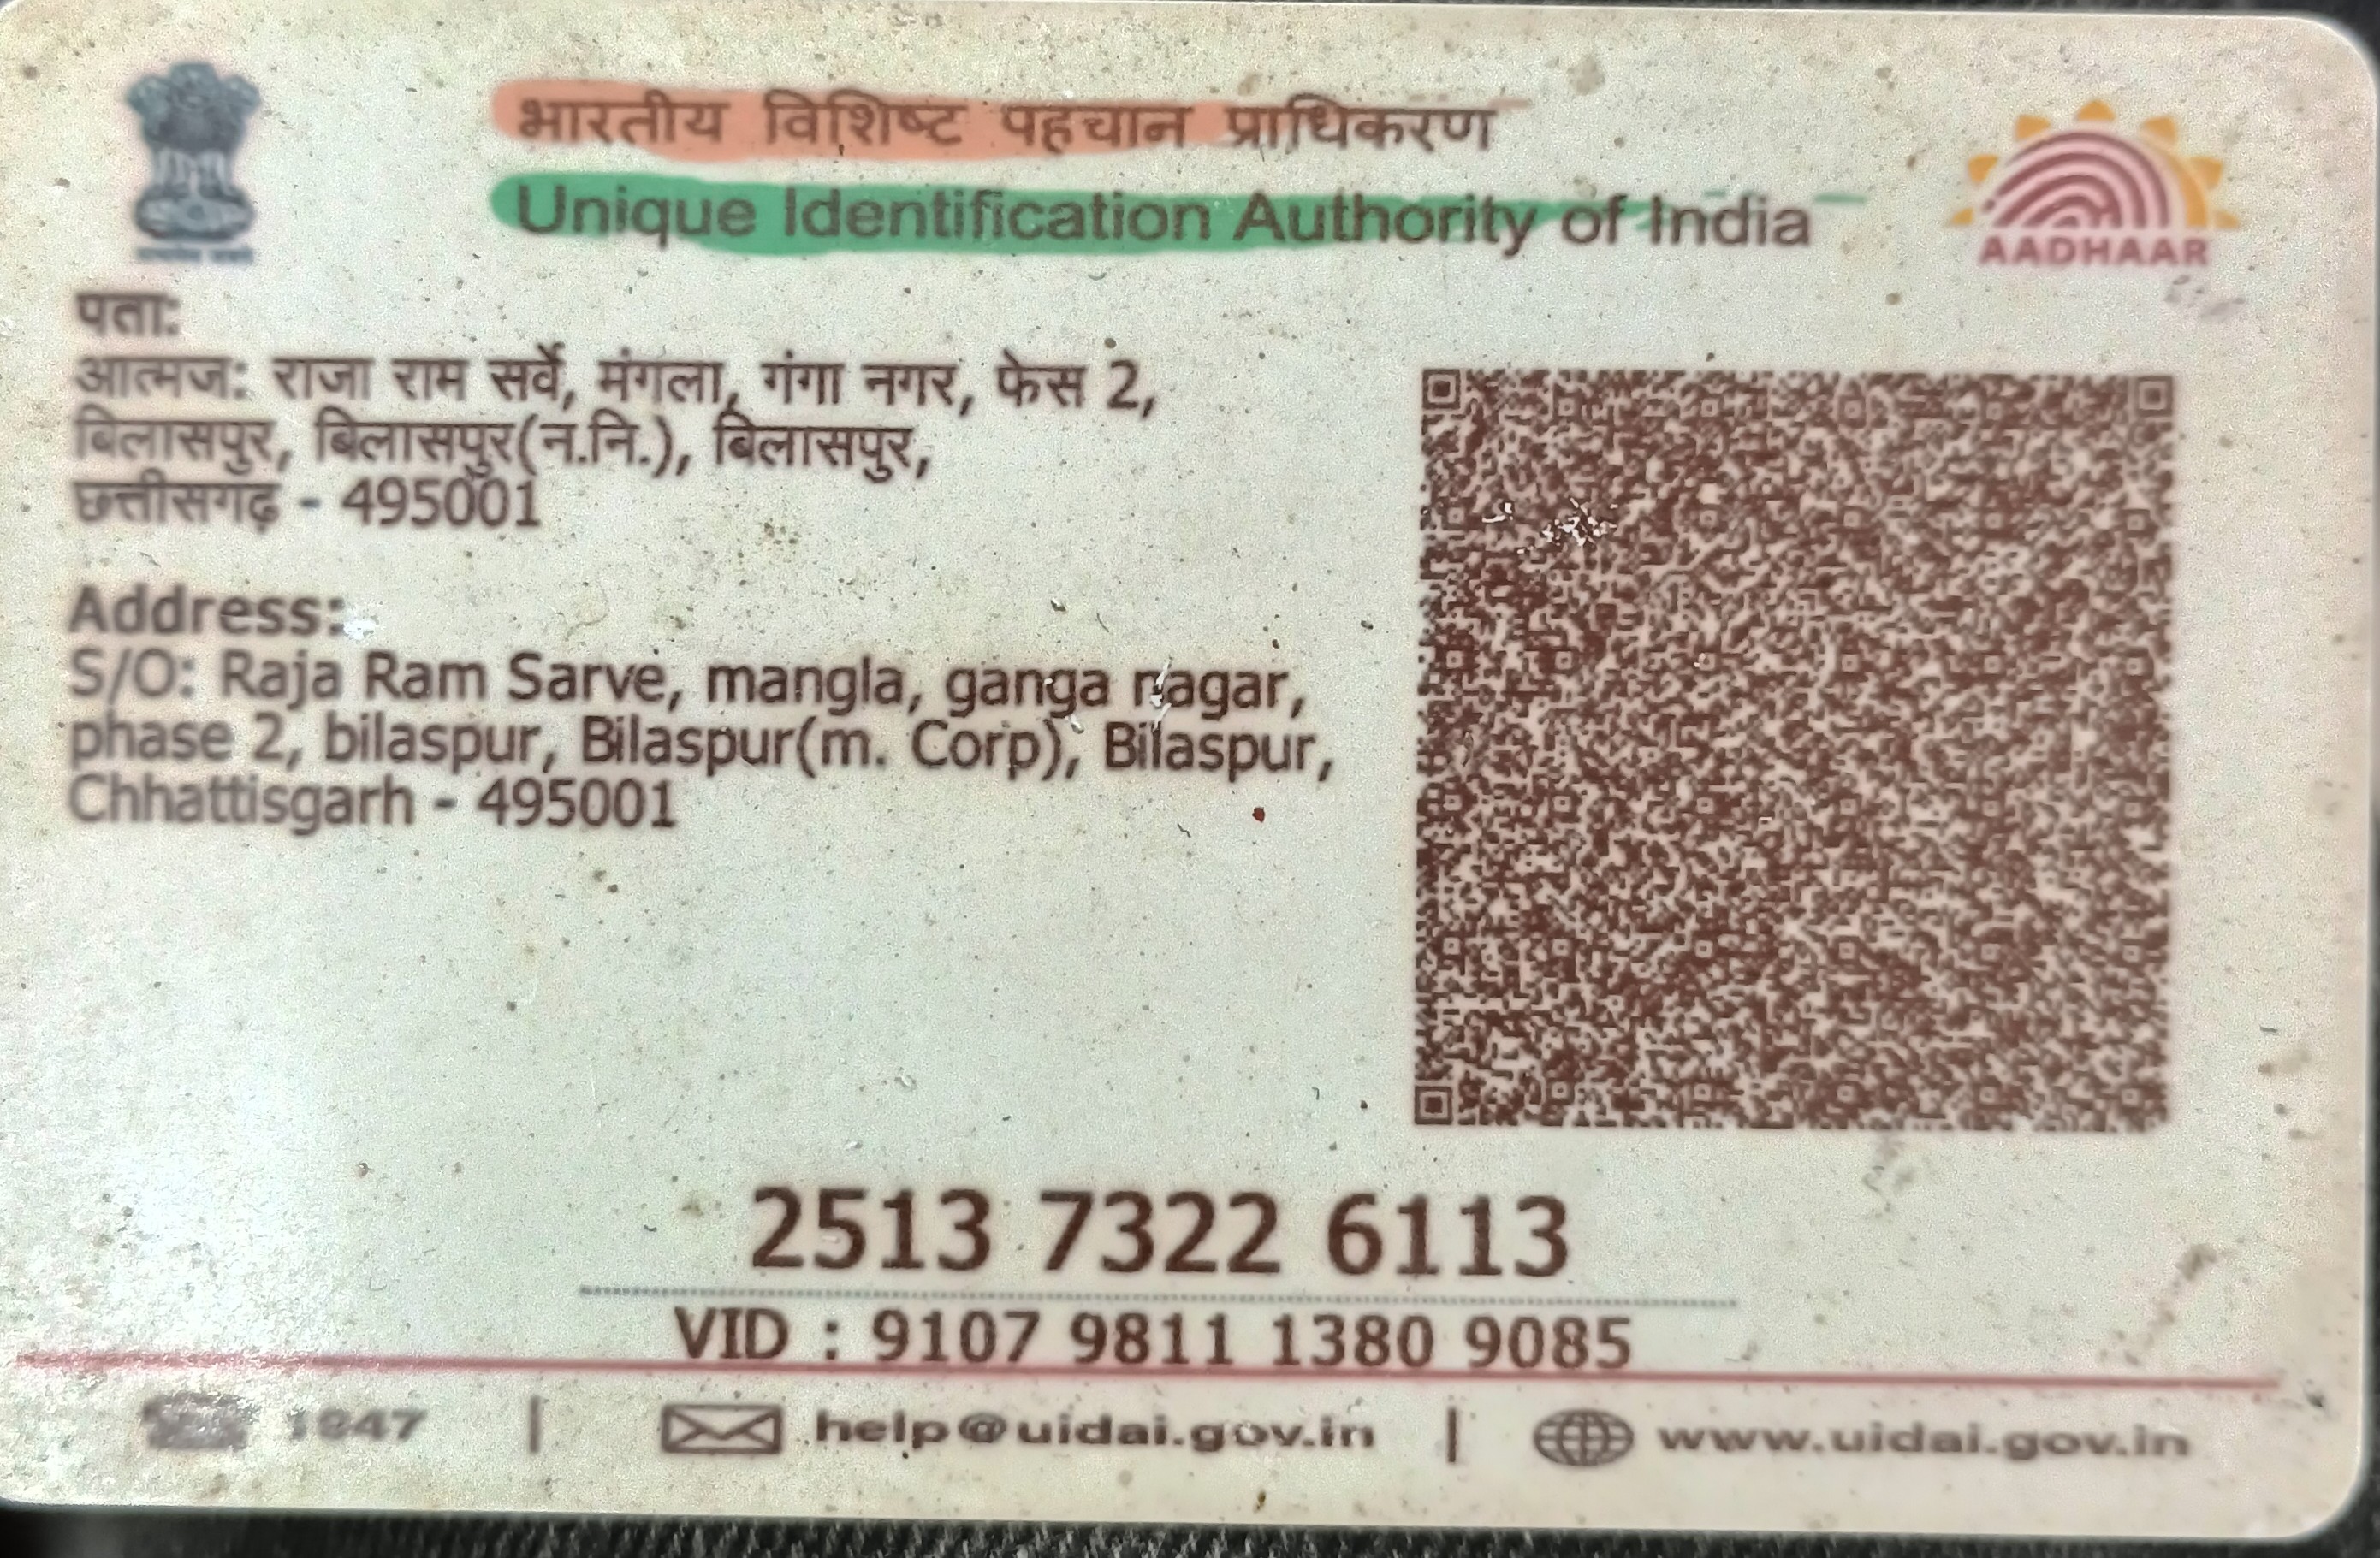 भारतीय विशिष्ट पहचान प्राधिकरण
Unique Identification Authority of India
AADHAAR
पता:
आत्मज: राजा राम सर्वे, मंगला, गंगा नगर, फेस 2,
बिलासपुर, बिलासपुर(न.नि.), बिलासपुर,
छत्तीसगढ़ - 495001
Address:
S/O: Raja Ram Sarve, mangla, ganga nagar,
phase 2, bilaspur, Bilaspur(m. Corp), Bilaspur,
Chhattisgarh - 495001
2513 7322 6113
VID : 9107 9811 1380 9085
1947 | help@uidai.gov.in | www.uidai.gov.in